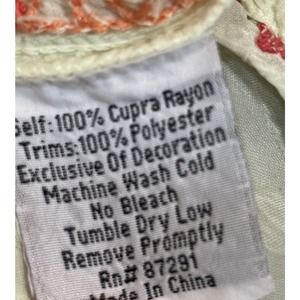 Self:100% Cupra Rayon
Trims:100% Polyester
Exclusive Of Decoration
Machine Wash Cold
No Bleach
Tumble Dry Low
Remove Promptly
Rn# 87291
Made In China